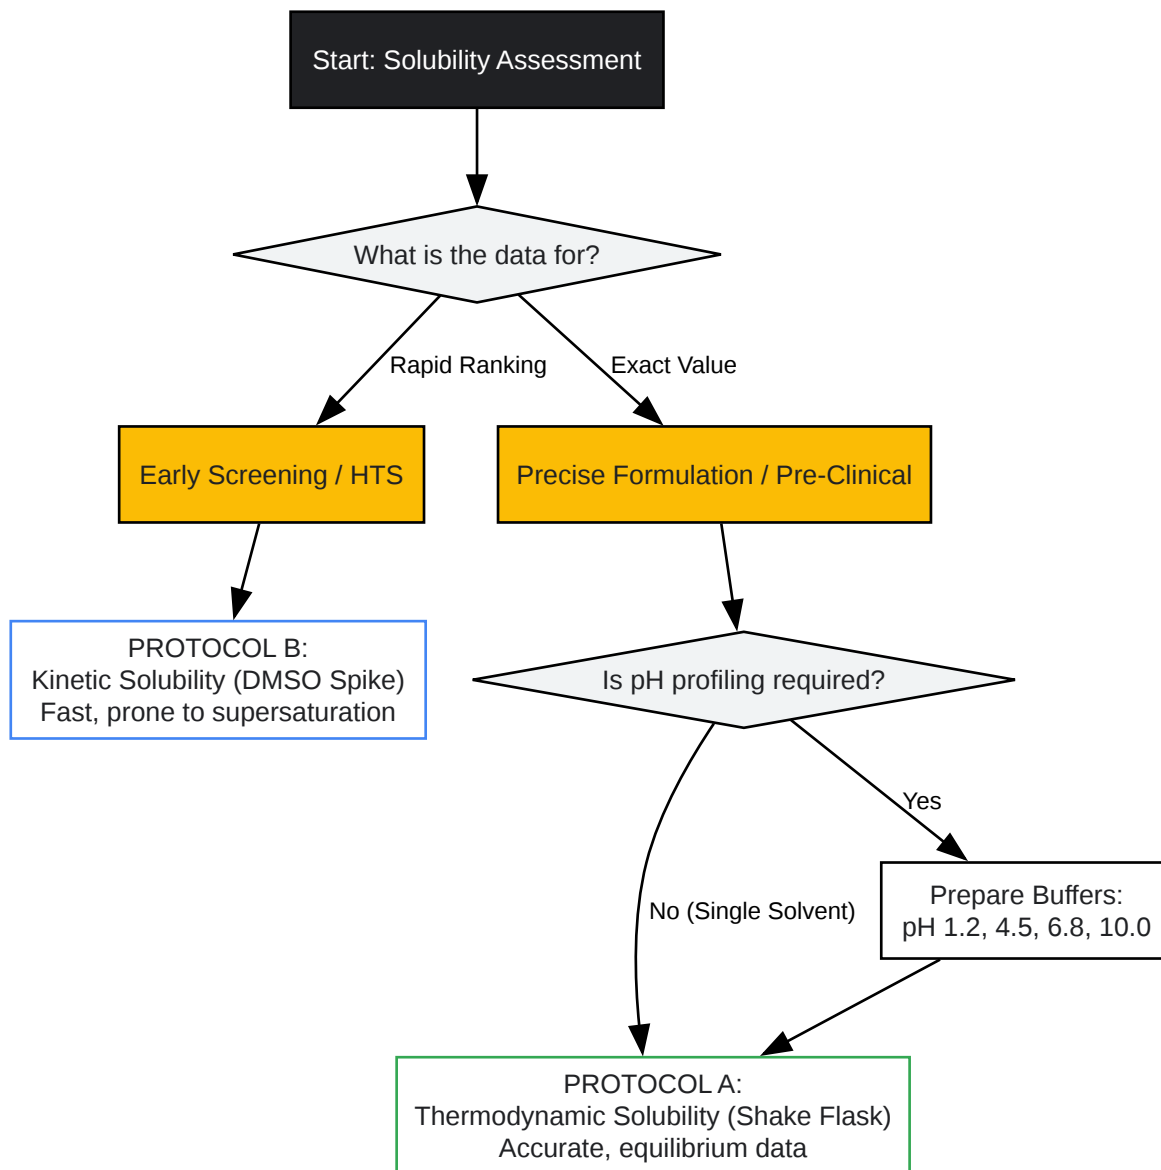 Start: Solubility Assessment
What is the data for?
Rapid Ranking
Exact Value
Early Screening / HTS
Precise Formulation / Pre-Clinical
PROTOCOL B:
Kinetic Solubility (DMSO Spike)
Fast, prone to supersaturation
Is pH profiling required?
Yes
No (Single Solvent)
Prepare Buffers:
pH 1.2, 4.5, 6.8, 10.0
PROTOCOL A:
Thermodynamic Solubility (Shake Flask)
Accurate, equilibrium data